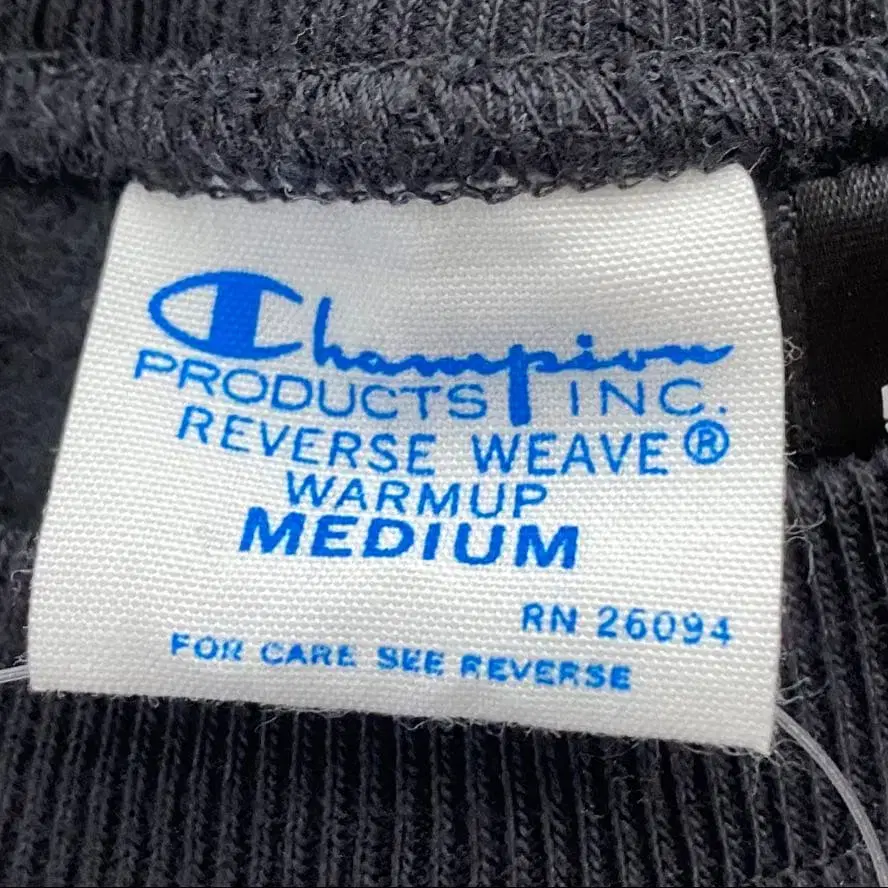 Champion
PRODUCTS INC.
REVERSE WEAVE®
WARMUP
MEDIUM
RN 26094
FOR CARE SEE REVERSE